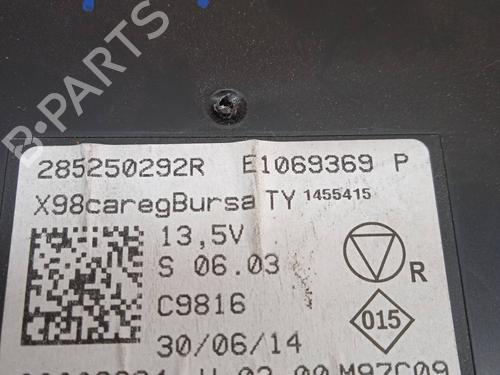 B-PARTS
285250292R E1069369 P
X98caregBursa TY 1455415
13,5V
S 06.03
R
C9816
015
30/06/14